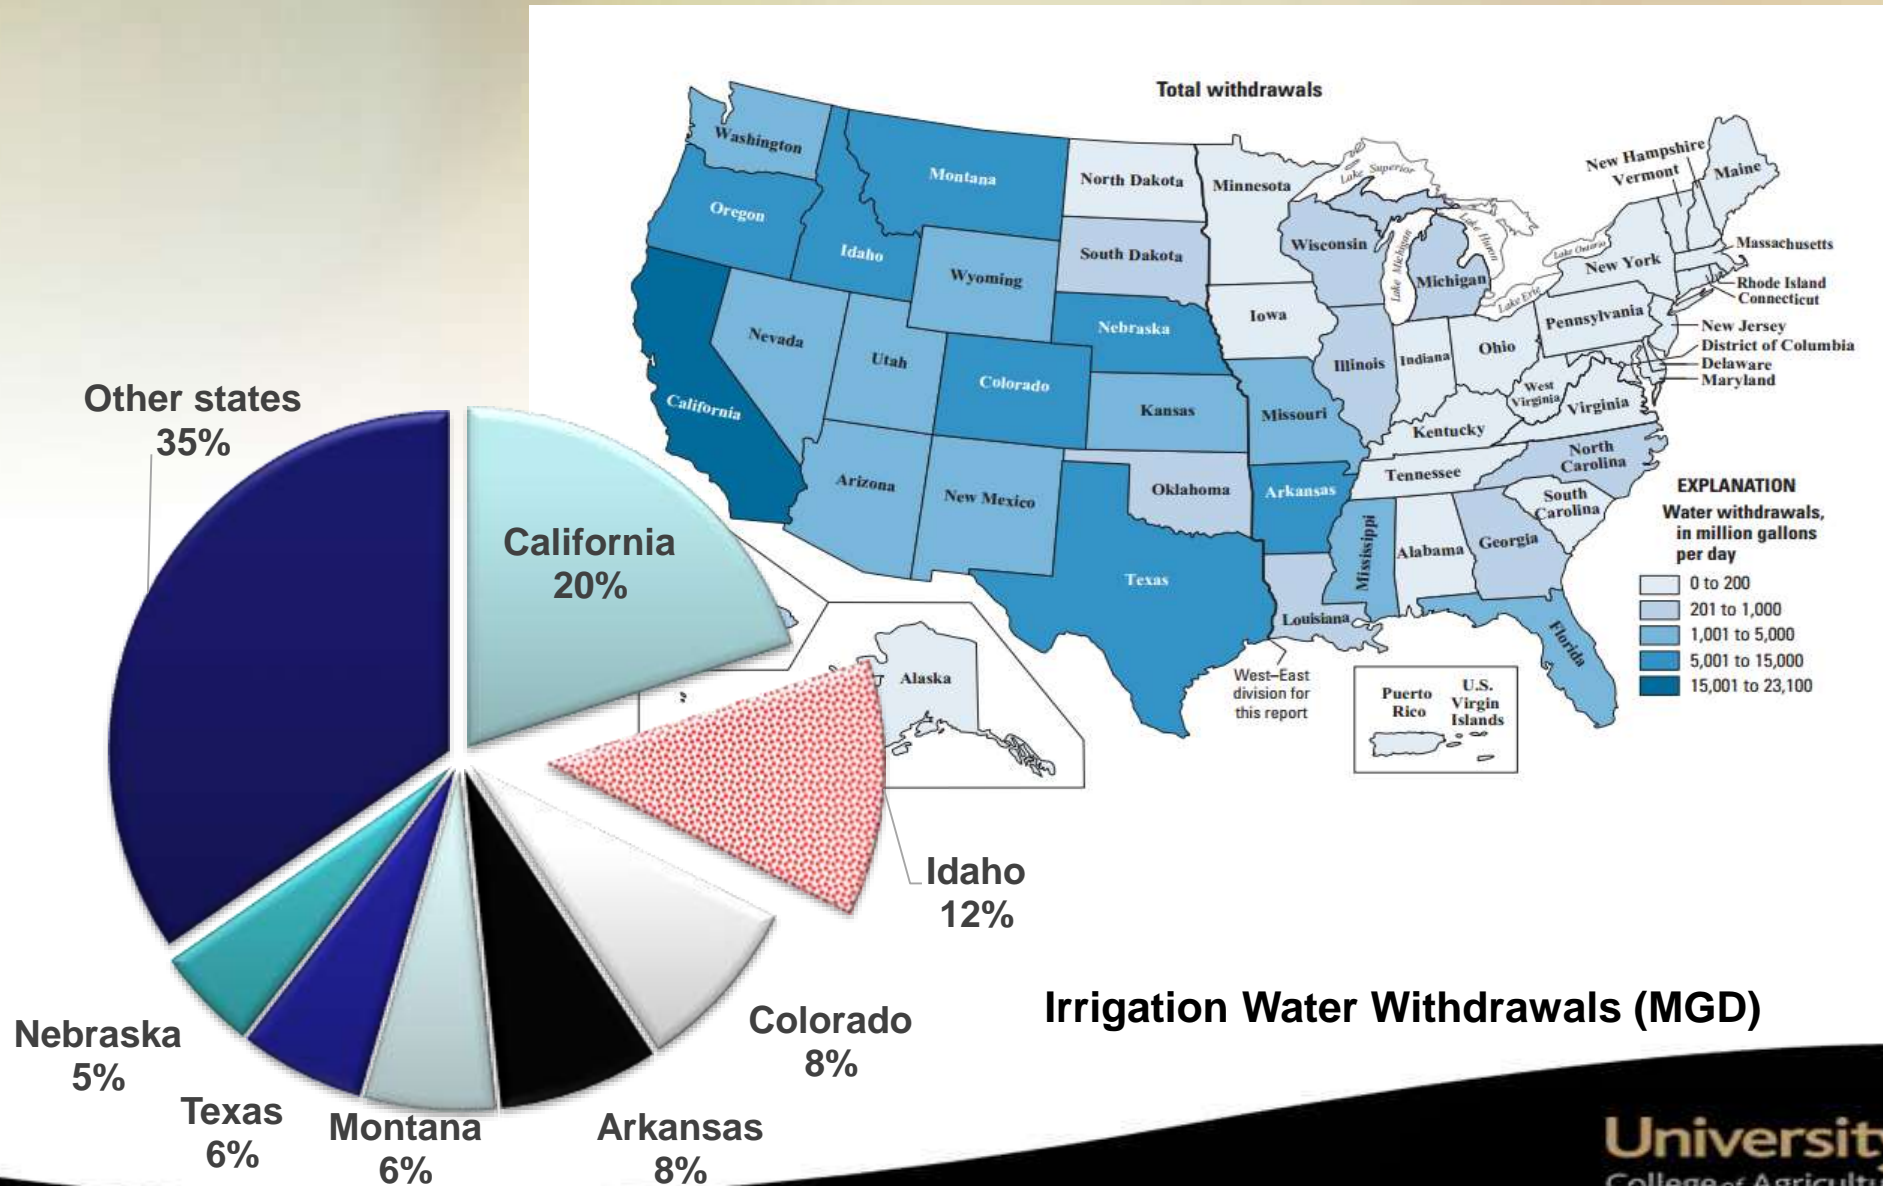 Total withdrawals
Washington
Oregon
Montana
Idaho
Wyoming
Nevada
Utah
California
Colorado
Arizona
New Mexico
North Dakota
South Dakota
Nebraska
Kansas
Oklahoma
Texas
Minnesota
Iowa
Missouri
Arkansas
Louisiana
Wisconsin
Illinois
Michigan
Indiana
Ohio
Kentucky
Tennessee
Mississippi
Alabama
Georgia
Florida
South
Carolina
North
Carolina
Virginia
West
Virginia
Pennsylvania
New York
Vermont
New Hampshire
Maine
Massachusetts
Rhode Island
Connecticut
New Jersey
District of Columbia
Delaware
Maryland
Lake Superior
Lake Michigan
Lake Huron
Lake Erie
Lake Ontario
Alaska
West–East
division for
this report
Puerto
Rico
U.S.
Virgin
Islands
EXPLANATION
Water withdrawals,
in million gallons
per day
0 to 200
201 to 1,000
1,001 to 5,000
5,001 to 15,000
15,001 to 23,100
Other states
35%
California
20%
Idaho
12%
Colorado
8%
Arkansas
8%
Montana
6%
Texas
6%
Nebraska
5%
Irrigation Water Withdrawals (MGD)
University
College of Agricultu